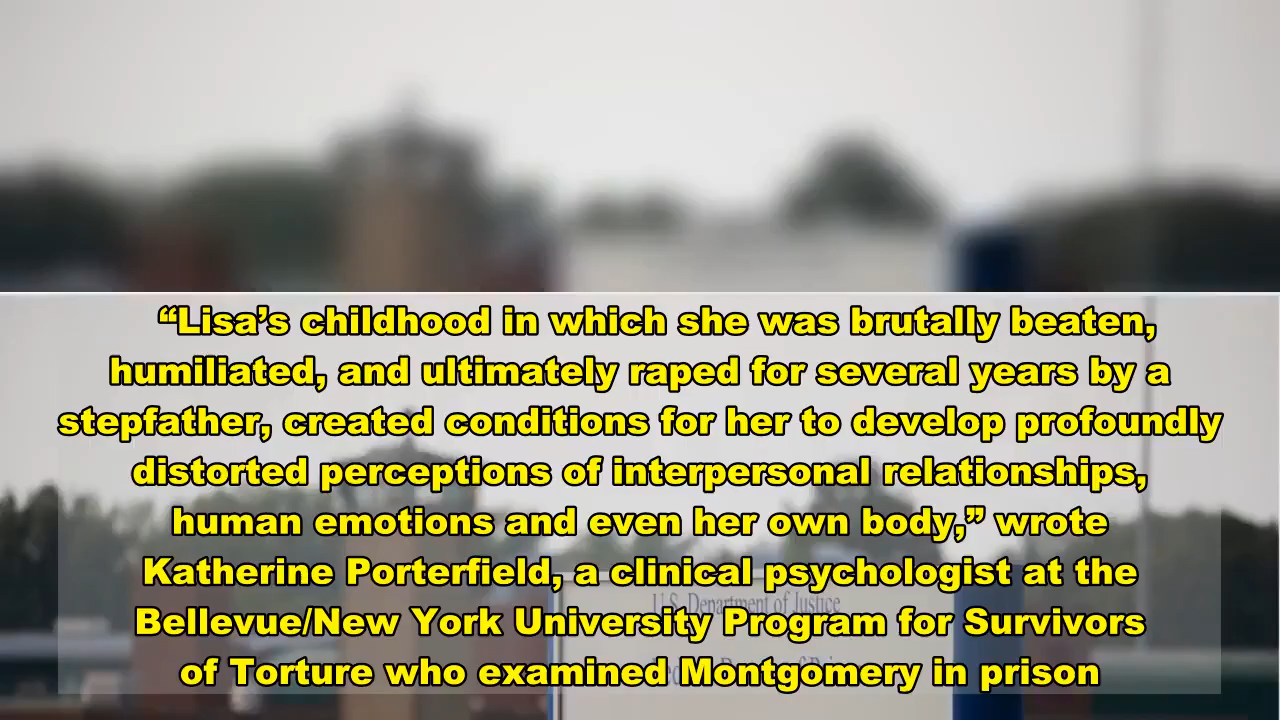 “Lisa’s childhood in which she was brutally beaten,
humiliated, and ultimately raped for several years by a
stepfather, created conditions for her to develop profoundly
distorted perceptions of interpersonal relationships,
human emotions and even her own body,” wrote
Katherine Porterfield, a clinical psychologist at the
Bellevue/New York University Program for Survivors
of Torture who examined Montgomery in prison
U.S. Department of Justice